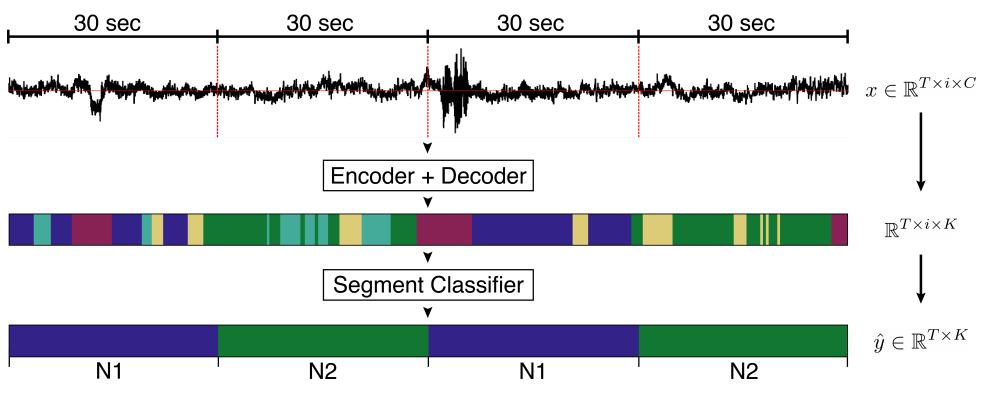 30 sec 30 sec 30 sec 30 sec
x ∈ ℝ^{T×i×C}
Encoder + Decoder
ℝ^{T×i×K}
Segment Classifier
ŷ ∈ ℝ^{T×K}
N1 N2 N1 N2